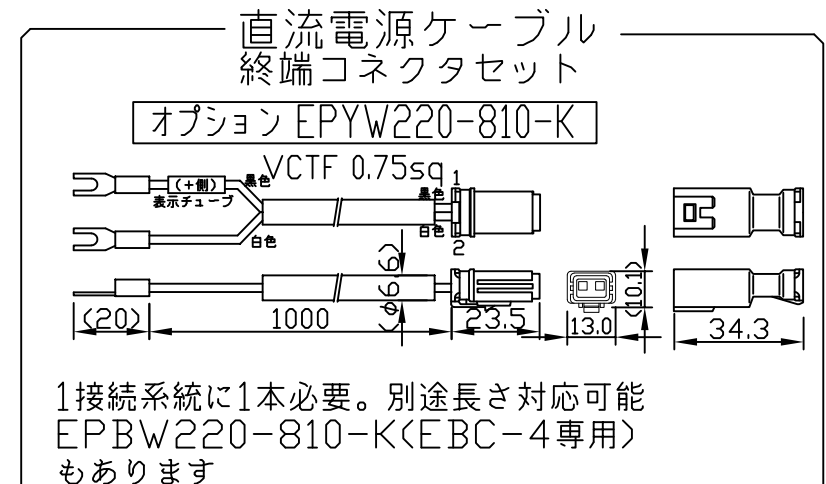 直流電源ケーブル
終端コネクタセット
オプション EPYW220-810-K
VCTF 0.75sq
(+側)
表示チューブ
黒色
白色
黒色
白色
1
2
(φ6.6)
(20)
1000
23.5
13.0
(10.1)
34.3
1接続系統に1本必要。別途長さ対応可能
EPBW220-810-K(EBC-4専用)
もあります